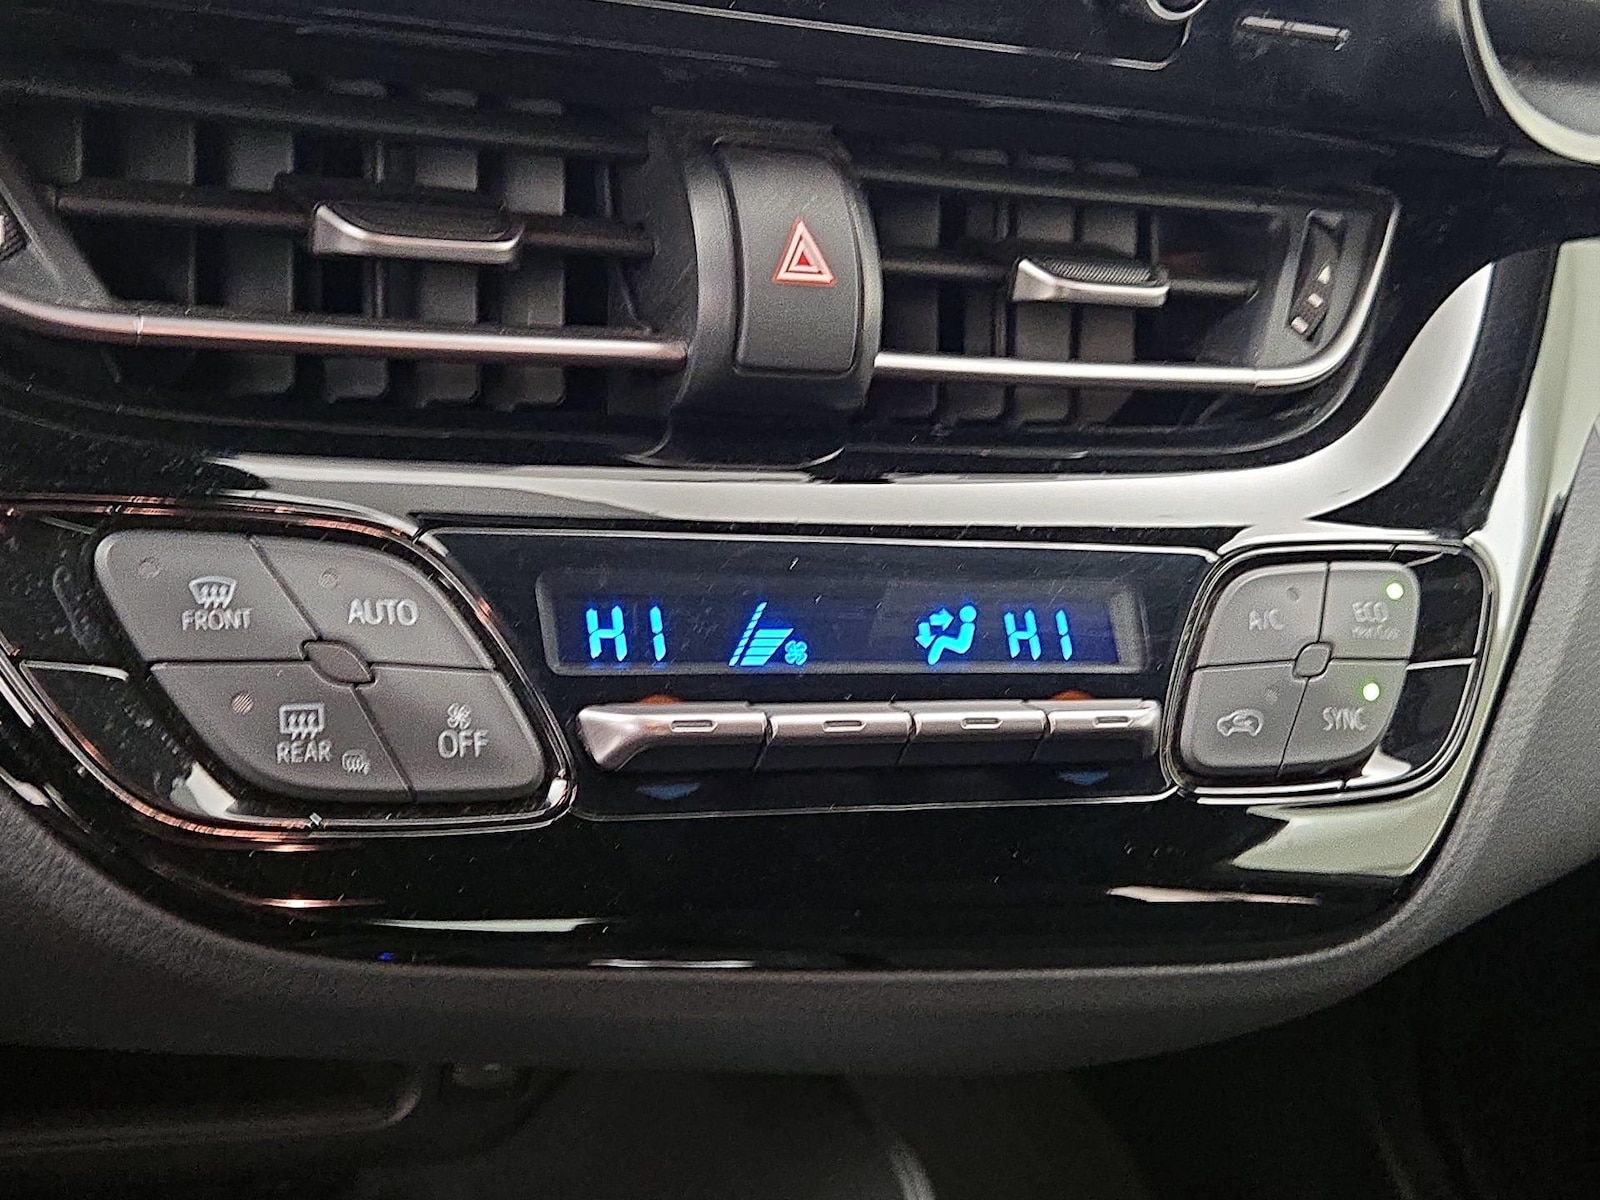 FRONT
AUTO
REAR
OFF
HI
HI
A/C
ECO
SYNC